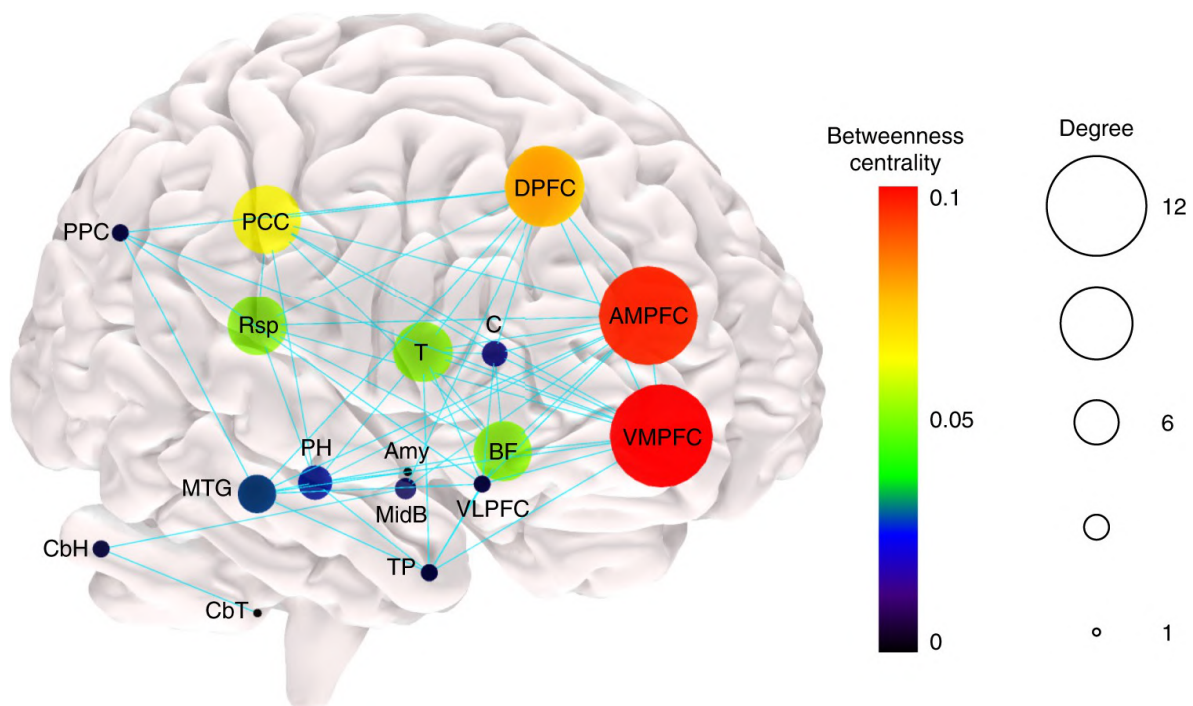 DPFC
PCC
PPC
AMPFC
Rsp
C
T
VMPFC
PH
Amy
BF
MTG
MidB
VLPFC
CbH
TP
CbT
Betweenness
centrality
0.1
0.05
0
Degree
12
6
1